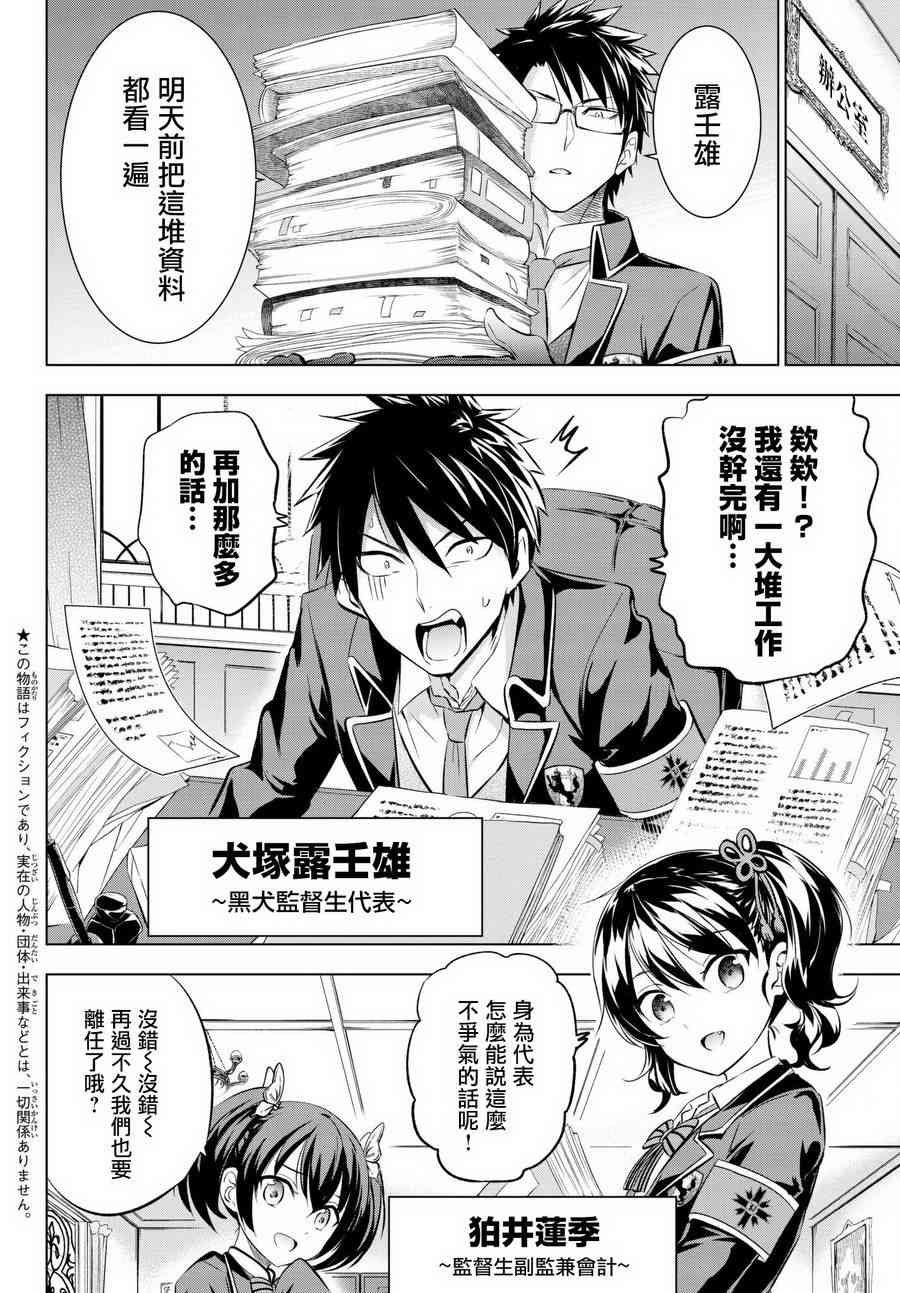 辦公室
露壬雄
明天前把這堆資料
都看一遍
欸欸！？
我還有一大堆工作
沒幹完啊…
再加那麼多
的話…
犬塚露壬雄
~黑犬監督生代表~
身為代表
怎麼能說這麼
不爭氣的話呢！
狛井蓮季
~監督生副監兼會計~
沒錯～沒錯～
再過不久我們也要
離任了哦？
★この物語はフィクションであり、実在の人物・団体・出来事などとは、一切関係ありません。